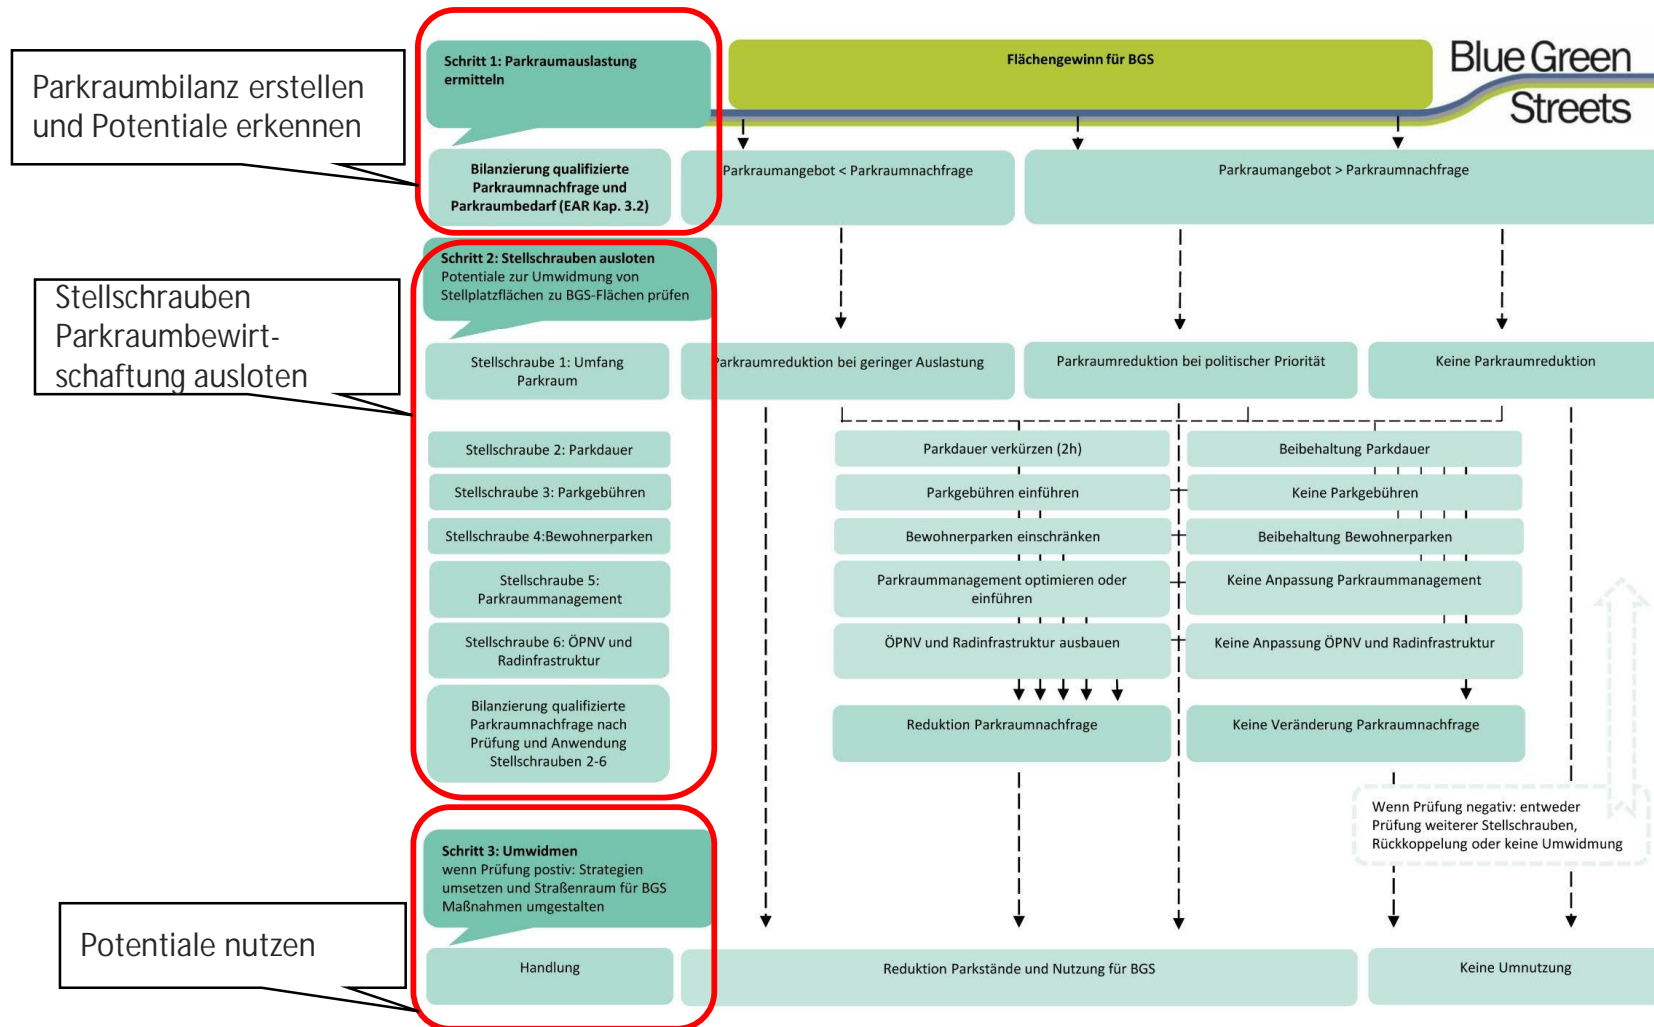 Parkraumbilanz erstellen
und Potentiale erkennen
Schritt 1: Parkraumauslastung
ermitteln
Flächengewinn für BGS
Blue Green
Streets
Bilanzierung qualifizierte
Parkraumnachfrage und
Parkraumbedarf (EAR Kap. 3.2)
Parkraumangebot < Parkraumnachfrage
Parkraumangebot > Parkraumnachfrage
Stellschrauben
Parkraumbewirt-
schaftung ausloten
Schritt 2: Stellschrauben ausloten
Potentiale zur Umwidmung von
Stellplatzflächen zu BGS-Flächen prüfen
Stellschraube 1: Umfang
Parkraum
Parkraumreduktion bei geringer Auslastung
Parkraumreduktion bei politischer Priorität
Keine Parkraumreduktion
Stellschraube 2: Parkdauer
Parkdauer verkürzen (2h)
Beibehaltung Parkdauer
Stellschraube 3: Parkgebühren
Parkgebühren einführen
Keine Parkgebühren
Stellschraube 4:Bewohnerparken
Bewohnerparken einschränken
Beibehaltung Bewohnerparken
Stellschraube 5:
Parkraummanagement
Parkraummanagement optimieren oder
einführen
Keine Anpassung Parkraummanagement
Stellschraube 6: ÖPNV und
Radinfrastruktur
ÖPNV und Radinfrastruktur ausbauen
Keine Anpassung ÖPNV und Radinfrastruktur
Bilanzierung qualifizierte
Parkraumnachfrage nach
Prüfung und Anwendung
Stellschrauben 2-6
Reduktion Parkraumnachfrage
Keine Veränderung Parkraumnachfrage
Wenn Prüfung negativ: entweder
Prüfung weiterer Stellschrauben,
Rückkoppelung oder keine Umwidmung
Potentiale nutzen
Schritt 3: Umwidmen
wenn Prüfung postiv: Strategien
umsetzen und Straßenraum für BGS
Maßnahmen umgestalten
Handlung
Reduktion Parkstände und Nutzung für BGS
Keine Umnutzung